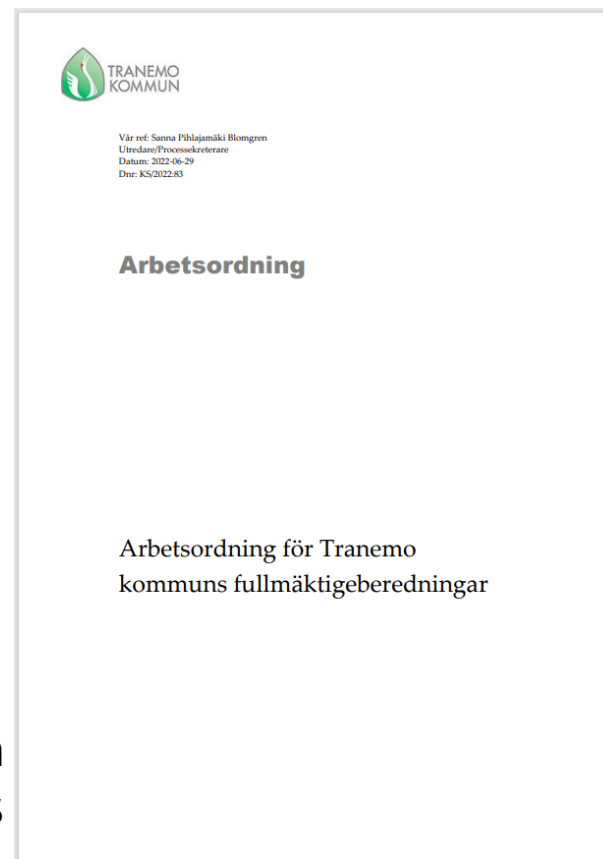 TRANEMO
KOMMUN
Vår ref: Sanna Pihlajamäki Blomgren
Utredare/Processekreterare
Datum: 2022-06-29
Dnr: KS/2022:83
Arbetsordning
Arbetsordning för Tranemo
kommuns fullmäktigeberedningar